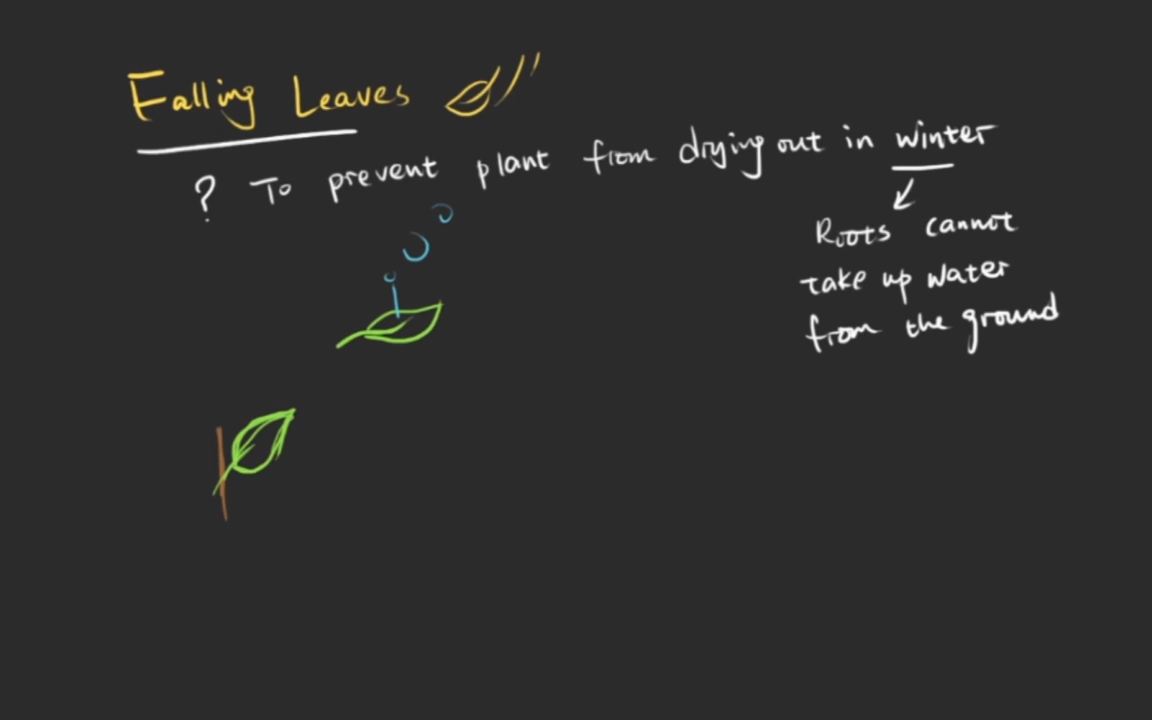 Falling Leaves
? To prevent plant from drying out in winter
Roots cannot
take up water
from the ground